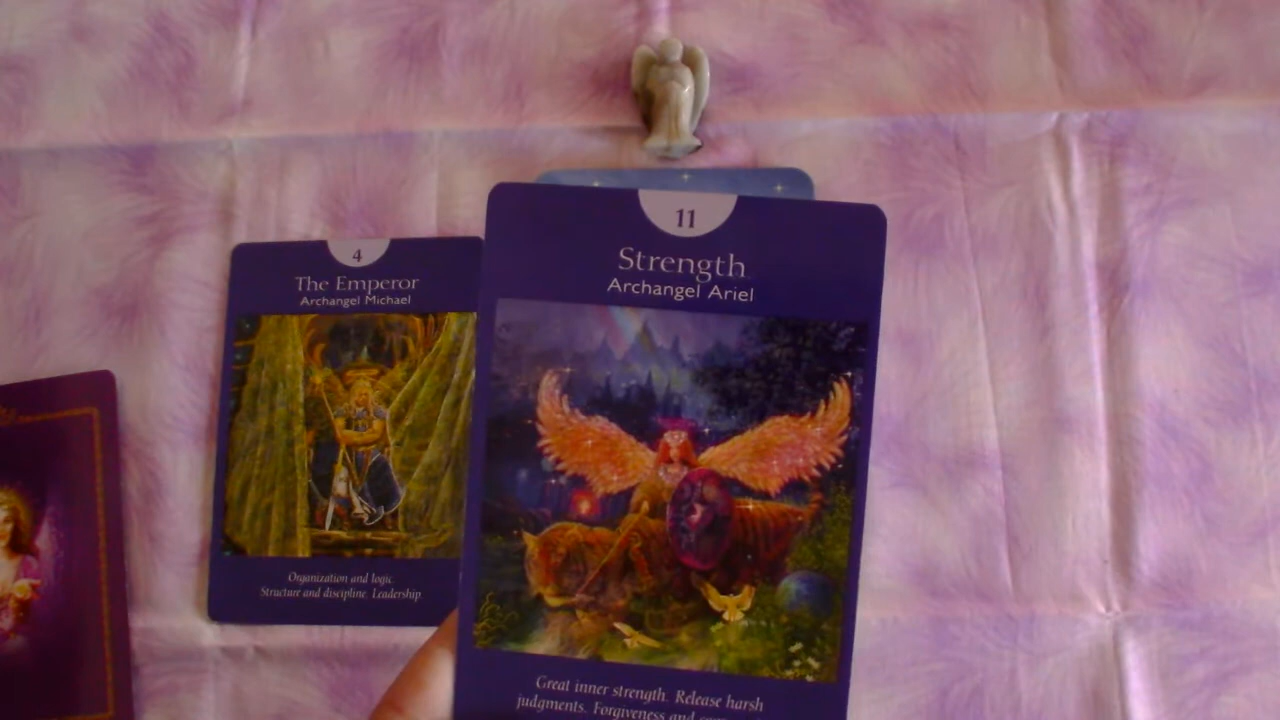 4
The Emperor
Archangel Michael
Organization and logic
Structure and discipline. Leadership
11
Strength
Archangel Ariel
Great inner strength. Release harsh
judgments. Forgiveness and